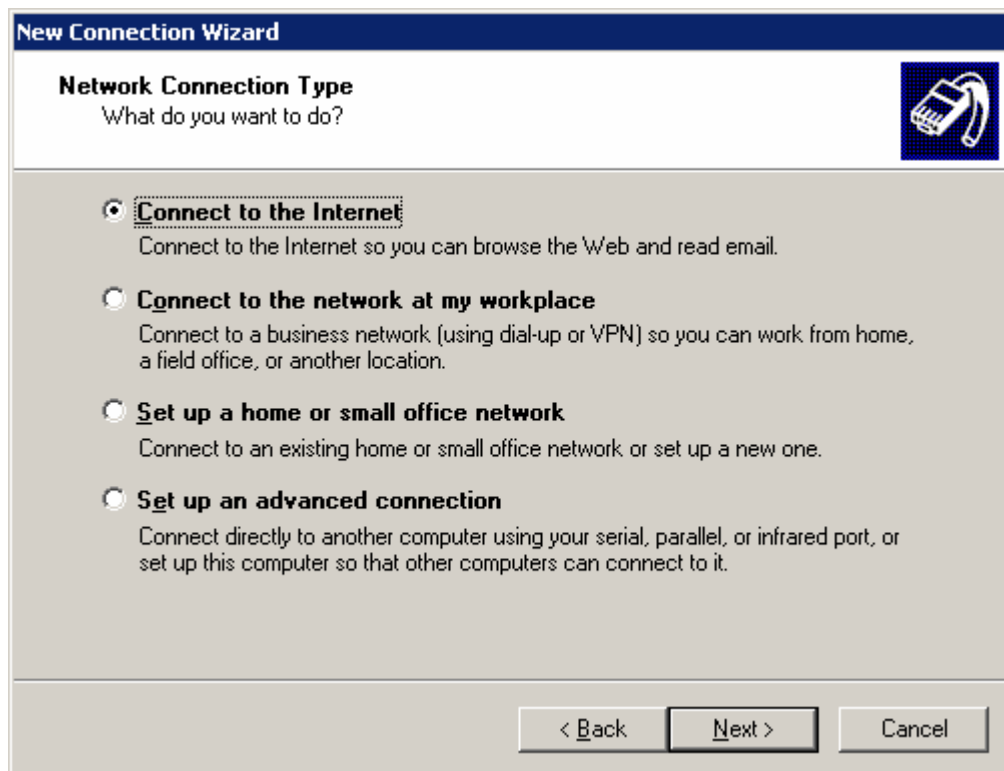 New Connection Wizard
Network Connection Type
What do you want to do?
Connect to the Internet
Connect to the Internet so you can browse the Web and read email.
Connect to the network at my workplace
Connect to a business network (using dial-up or VPN) so you can work from home,
a field office, or another location.
Set up a home or small office network
Connect to an existing home or small office network or set up a new one.
Set up an advanced connection
Connect directly to another computer using your serial, parallel, or infrared port, or
set up this computer so that other computers can connect to it.
< Back
Next >
Cancel